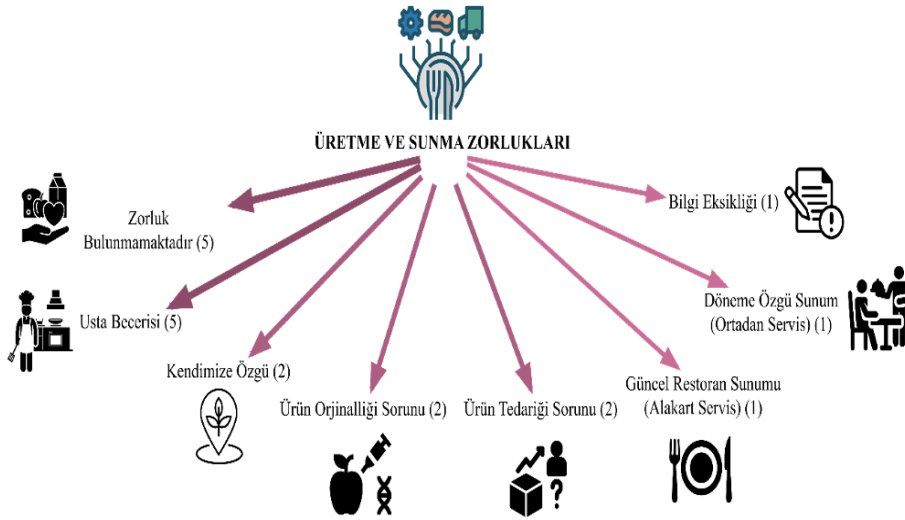 ÜRETME VE SUNMA ZORLUKLARI
Zorluk
Bulunmamaktadır (5)
Usta Becerisi (5)
Kendimize Özgü (2)
Ürün Orjinalliği Sorunu (2)
Ürün Tedariği Sorunu (2)
Güncel Restoran Sunumu
(Alakart Servis) (1)
Döneme Özgü Sunum
(Ortadan Servis) (1)
Bilgi Eksikliği (1)